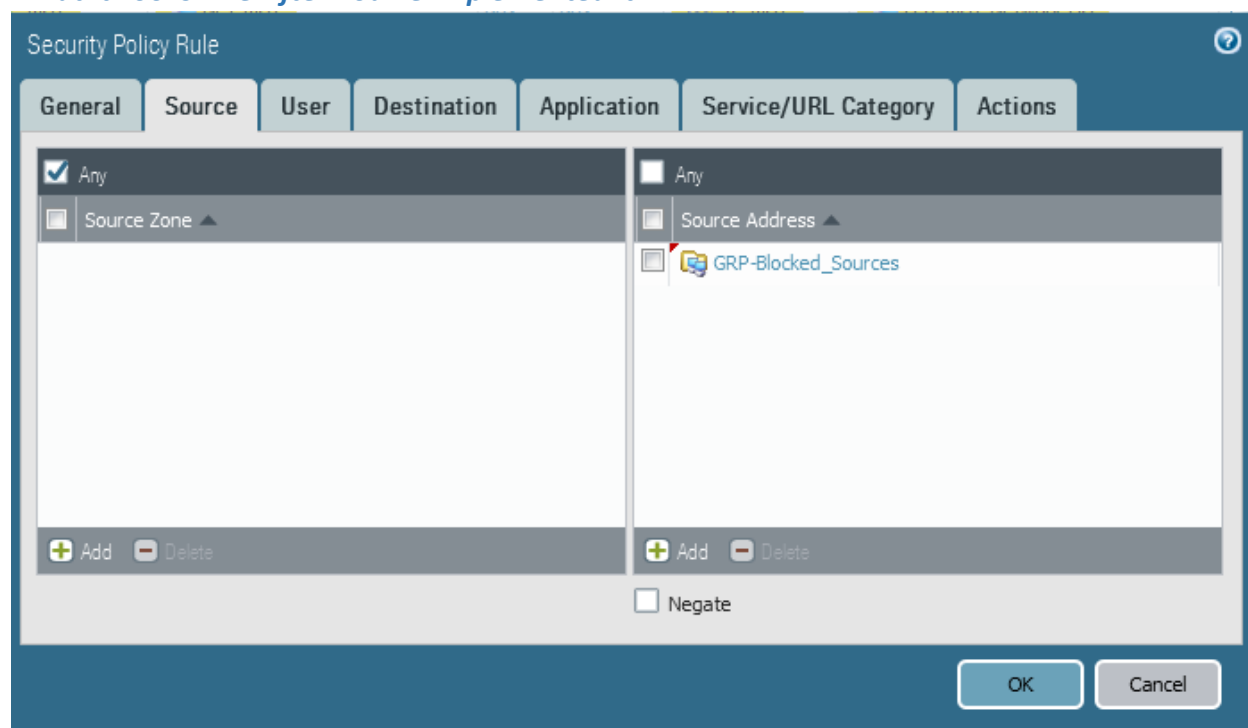 Security Policy Rule
General Source User Destination Application Service/URL Category Actions
Any
Source Zone
Add Delete
Any
Source Address
GRP-Blocked_Sources
Add Delete
Negate
OK Cancel